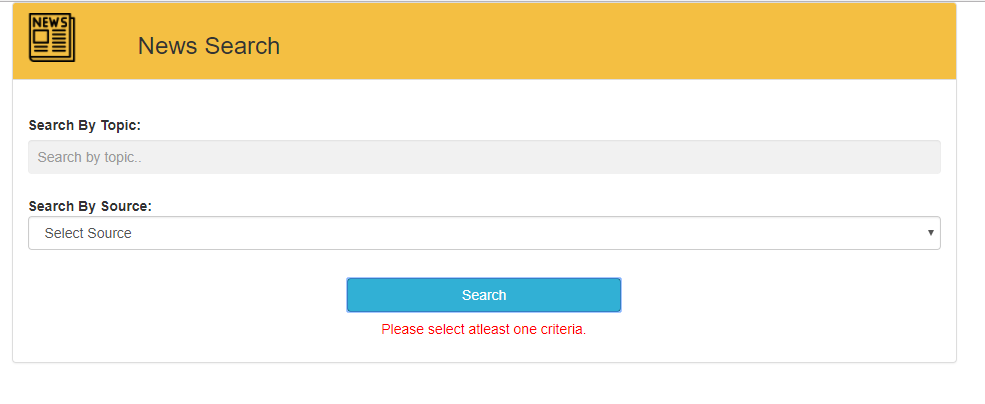 NEWS
News Search
Search By Topic:
Search by topic..
Search By Source:
Select Source
Search
Please select atleast one criteria.